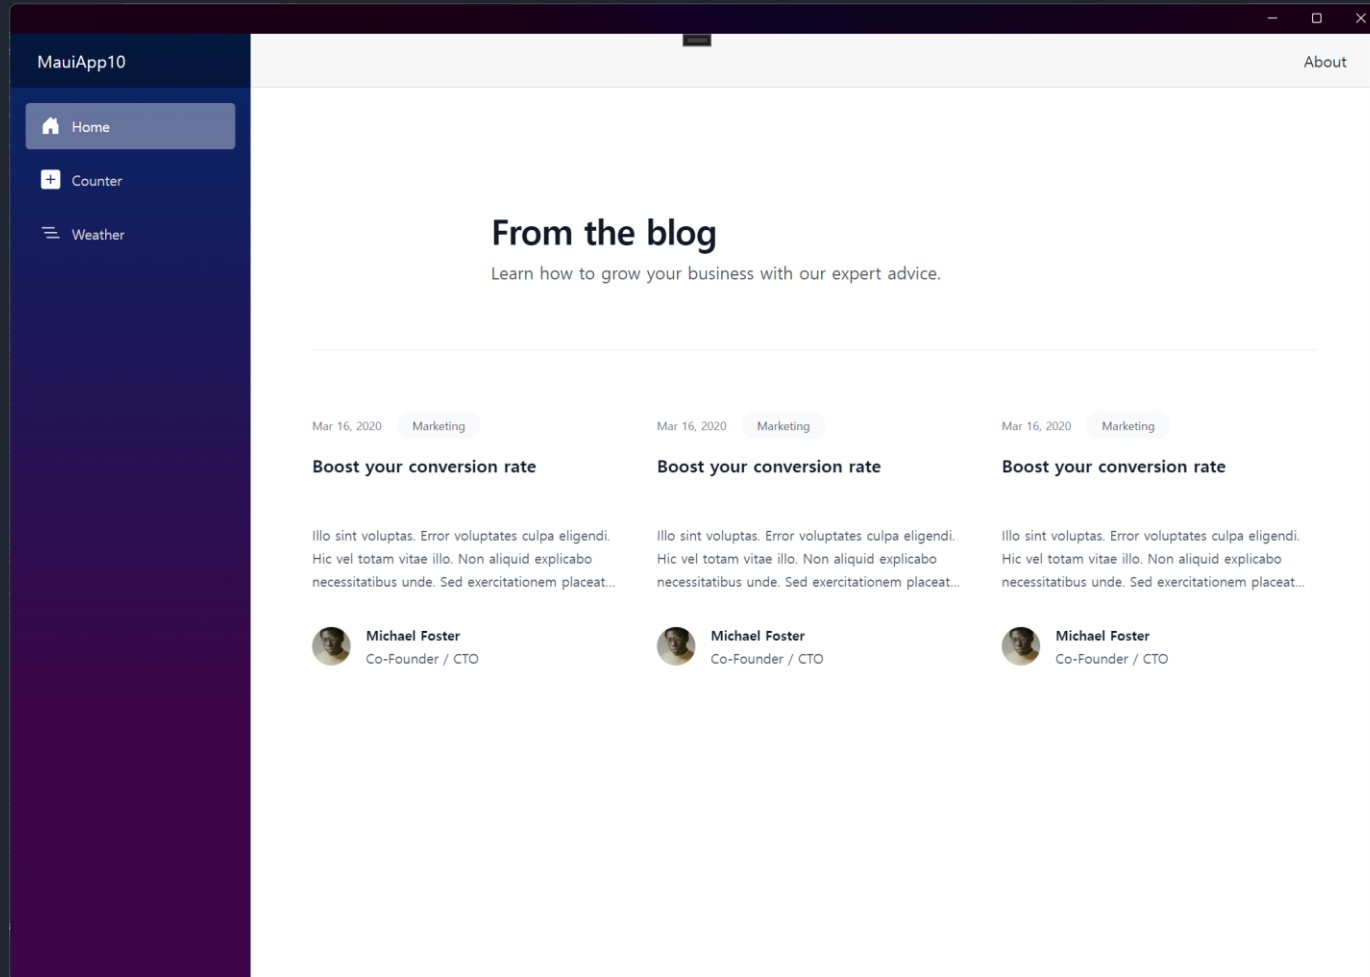 MauiApp10
About
Home
Counter
Weather
From the blog
Learn how to grow your business with our expert advice.
Mar 16, 2020 Marketing
Boost your conversion rate
Illo sint voluptas. Error voluptates culpa eligendi.
Hic vel totam vitae illo. Non aliquid explicabo
necessitatibus unde. Sed exercitationem placeat...
Michael Foster
Co-Founder / CTO
Mar 16, 2020 Marketing
Boost your conversion rate
Illo sint voluptas. Error voluptates culpa eligendi.
Hic vel totam vitae illo. Non aliquid explicabo
necessitatibus unde. Sed exercitationem placeat...
Michael Foster
Co-Founder / CTO
Mar 16, 2020 Marketing
Boost your conversion rate
Illo sint voluptas. Error voluptates culpa eligendi.
Hic vel totam vitae illo. Non aliquid explicabo
necessitatibus unde. Sed exercitationem placeat...
Michael Foster
Co-Founder / CTO